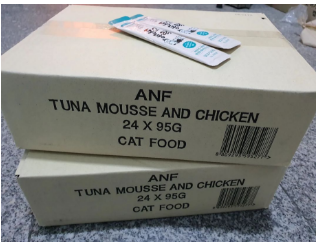 ANF
TUNA MOUSSE AND CHICKEN
24 X 95G
CAT FOOD
ANF
TUNA MOUSSE AND CHICKEN
24 X 95G
CAT FOOD